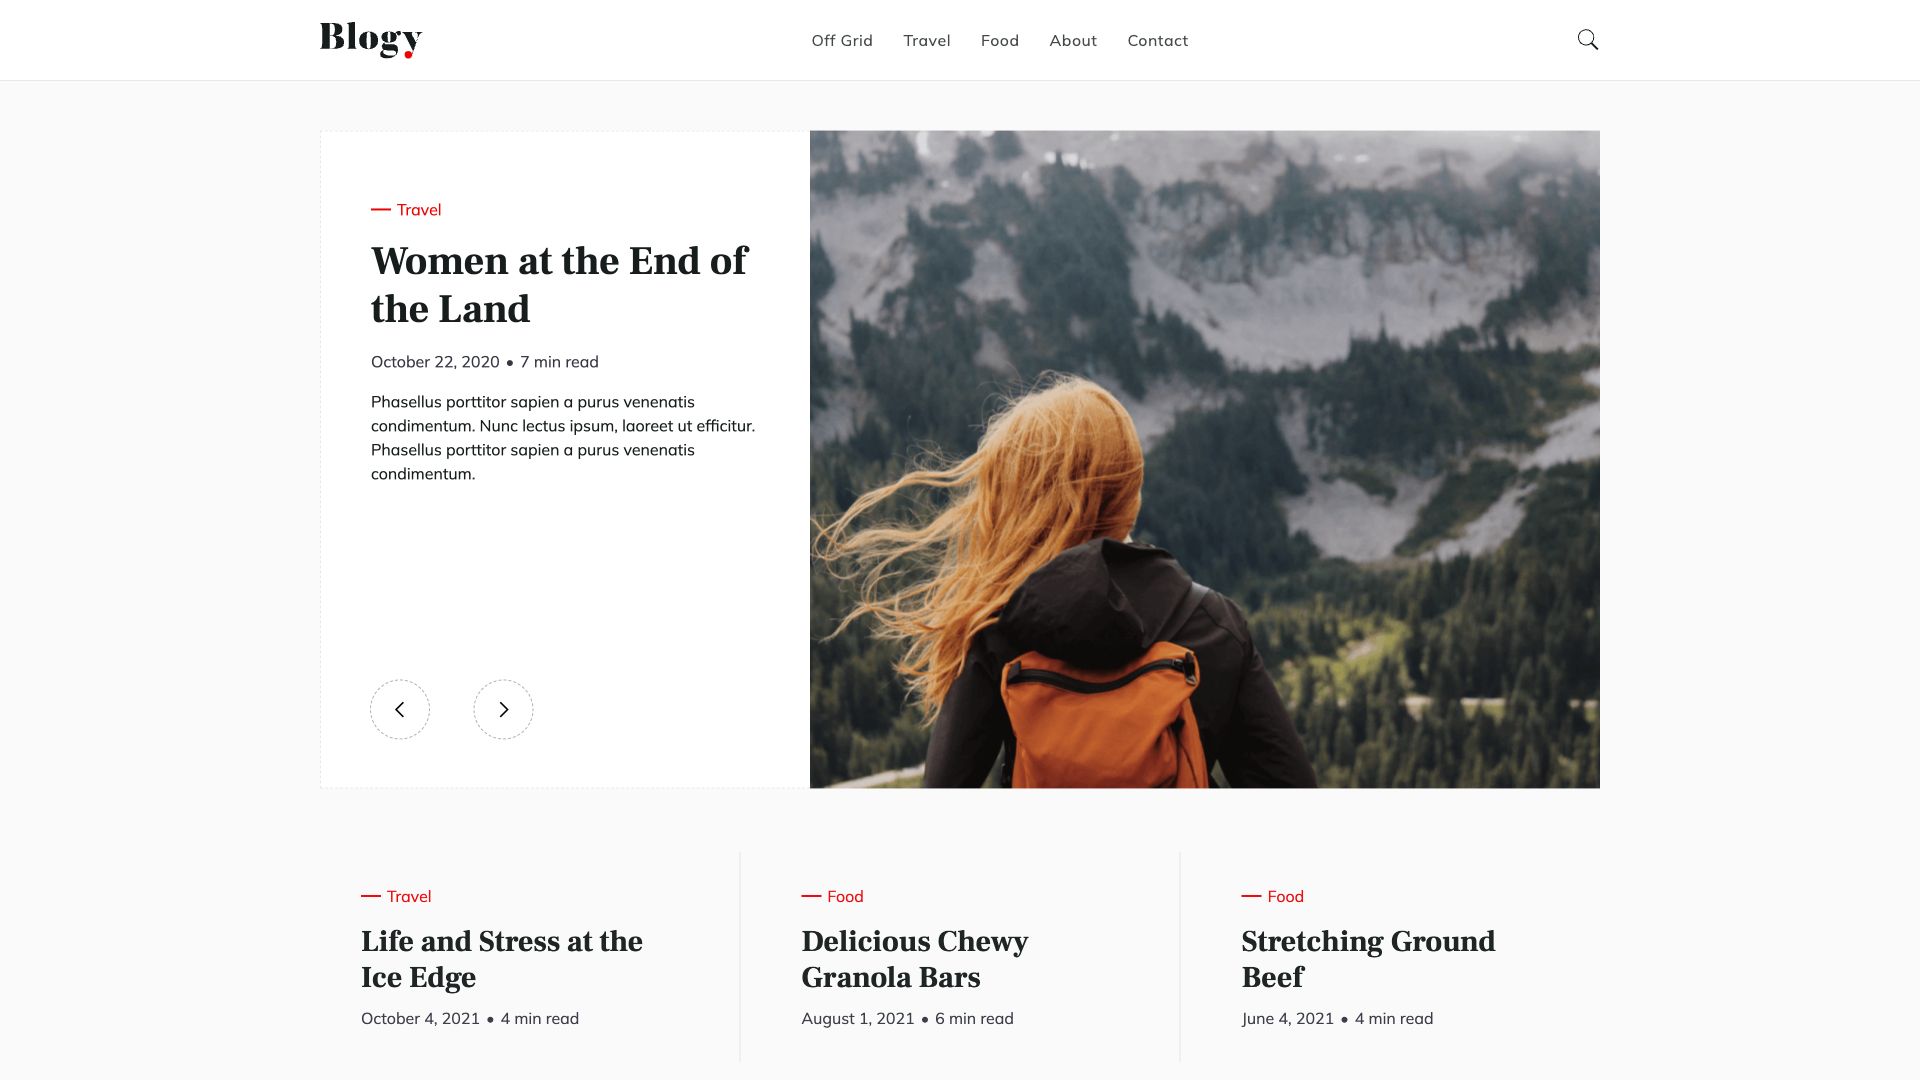 Blogy
Off Grid
Travel
Food
About
Contact
Travel
Women at the End of
the Land
October 22, 2020 • 7 min read
Phasellus porttitor sapien a purus venenatis
condimentum. Nunc lectus ipsum, laoreet ut efficitur.
Phasellus porttitor sapien a purus venenatis
condimentum.
Travel
Life and Stress at the
Ice Edge
October 4, 2021 • 4 min read
Food
Delicious Chewy
Granola Bars
August 1, 2021 • 6 min read
Food
Stretching Ground
Beef
June 4, 2021 • 4 min read